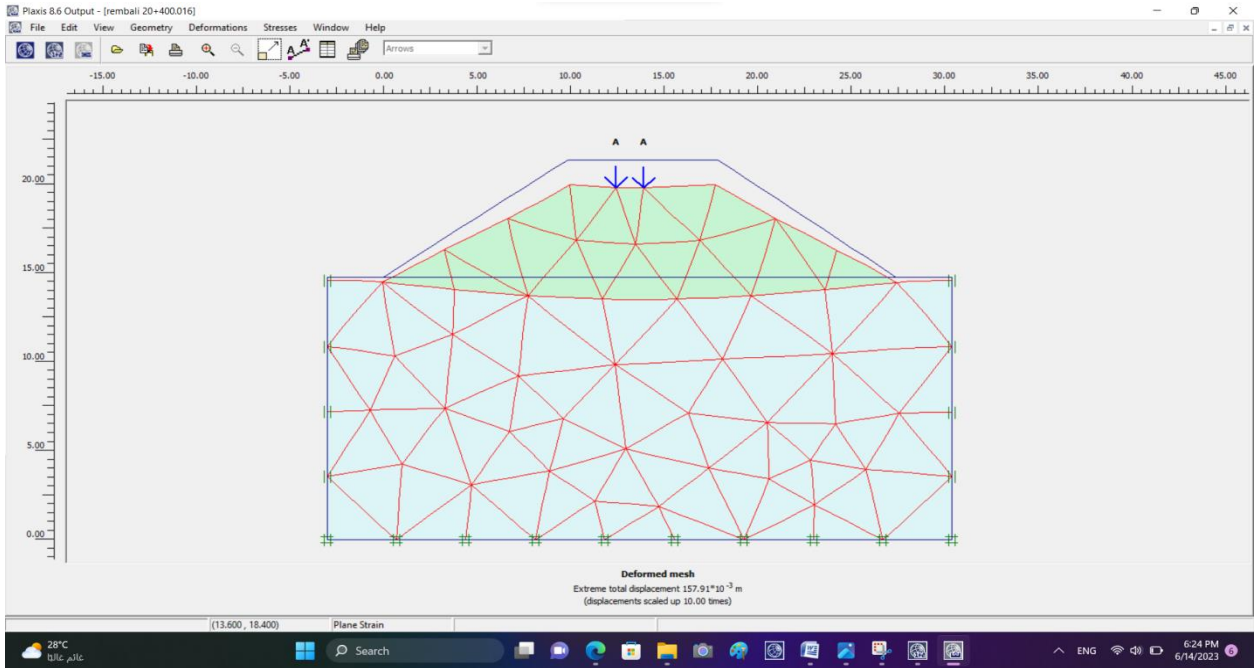 Plaxis 8.6 Output - [rembali 20+400.016]
File Edit View Geometry Deformations Stresses Window Help
Arrows
-15.00 -10.00 -5.00 0.00 5.00 10.00 15.00 20.00 25.00 30.00 35.00 40.00 45.00
A A
20.00
15.00
10.00
5.00
0.00
Deformed mesh
Extreme total displacement 157.91*10⁻³ m
(displacements scaled up 10.00 times)
(13.600 , 18.400) Plane Strain
28°C
غائم غالبًا
Search
ENG
6:24 PM
6/14/2023
6